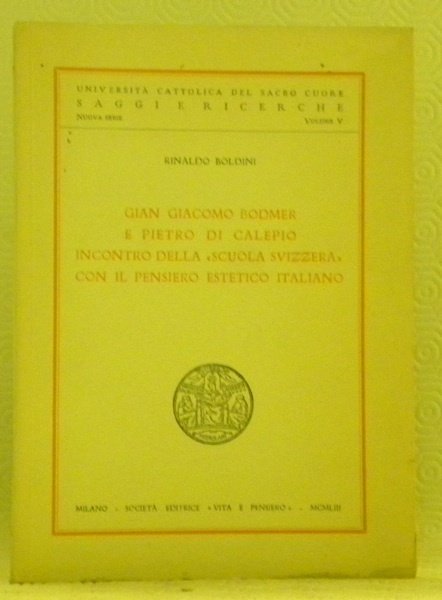 UNIVERSITÀ CATTOLICA DEL SACRO CUORE
SAGGI E RICERCHE
NUOVA SERIE VOLUME V
RINALDO BOLDINI
GIAN GIACOMO BODMER
E PIETRO DI CALEPIO
INCONTRO DELLA «SCUOLA SVIZZERA»
CON IL PENSIERO ESTETICO ITALIANO
MILANO - SOCIETÀ EDITRICE «VITA E PENSIERO» - MCMLIII